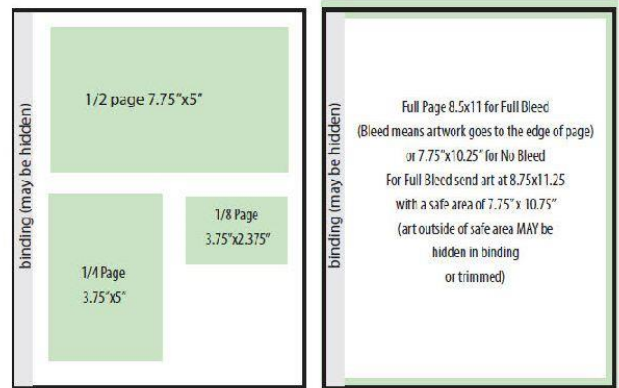 binding (may be hidden)
1/2 page 7.75"x5"
1/4 Page
3.75"x5"
1/8 Page
3.75"x2.375"
binding (may be hidden)
Full Page 8.5x11 for Full Bleed
(Bleed means artwork goes to the edge of page)
or 7.75"x10.25" for No Bleed
For Full Bleed send art at 8.75x11.25
with a safe area of 7.75" x 10.75"
(art outside of safe area MAY be
hidden in binding
or trimmed)